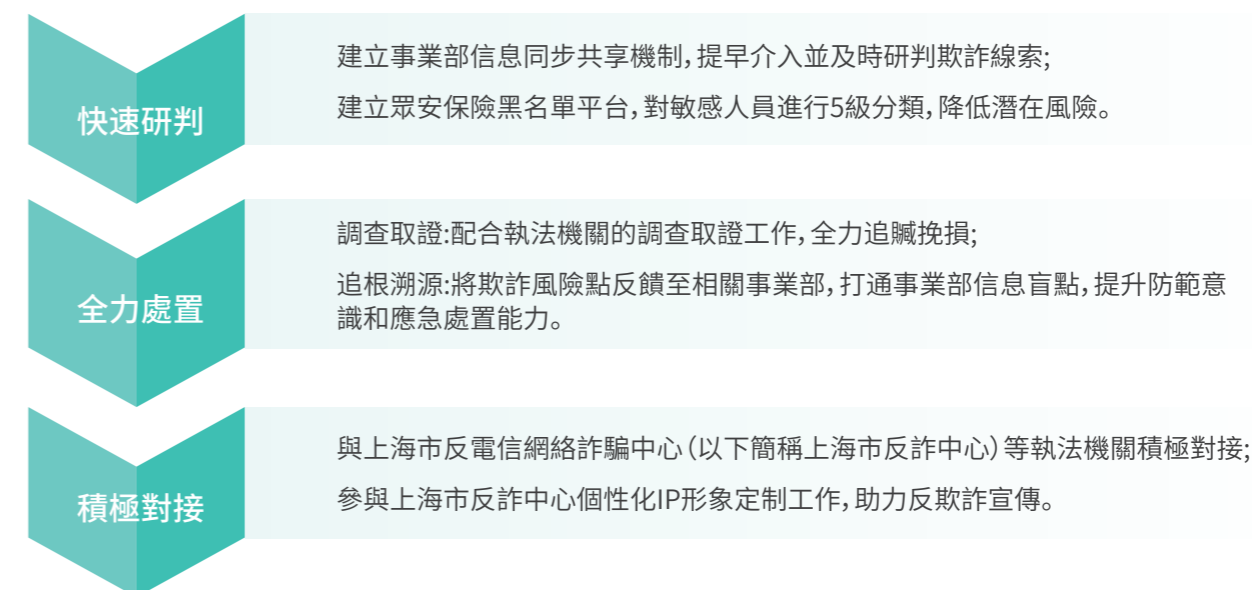 快速研判
建立事業部信息同步共享機制,提早介入並及時研判欺詐線索;
建立眾安保險黑名單平台,對敏感人員進行5級分類,降低潛在風險。
全力處置
調查取證:配合執法機關的調查取證工作,全力追贓挽損;
追根溯源:將欺詐風險點反饋至相關事業部,打通事業部信息盲點,提升防範意
識和應急處置能力。
積極對接
與上海市反電信網絡詐騙中心(以下簡稱上海市反詐中心)等執法機關積極對接;
參與上海市反詐中心個性化IP形象定制工作,助力反欺詐宣傳。